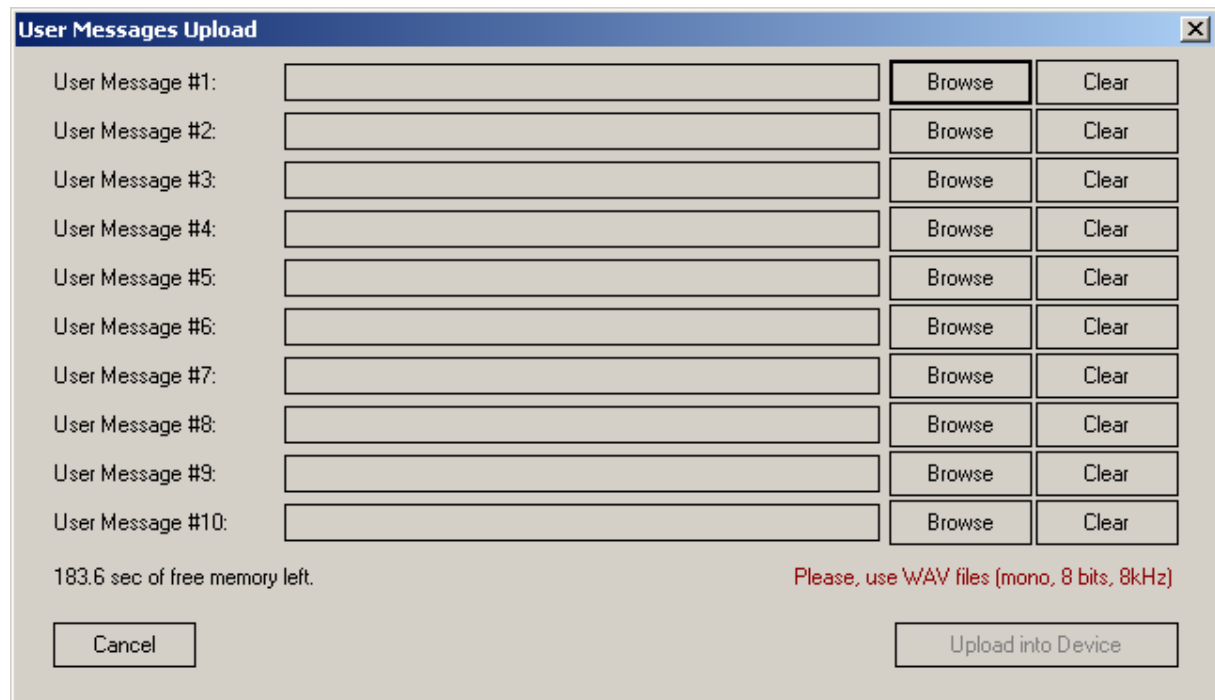 User Messages Upload
User Message #1: Browse Clear
User Message #2: Browse Clear
User Message #3: Browse Clear
User Message #4: Browse Clear
User Message #5: Browse Clear
User Message #6: Browse Clear
User Message #7: Browse Clear
User Message #8: Browse Clear
User Message #9: Browse Clear
User Message #10: Browse Clear
183.6 sec of free memory left. Please, use WAV files (mono, 8 bits, 8kHz)
Cancel Upload into Device